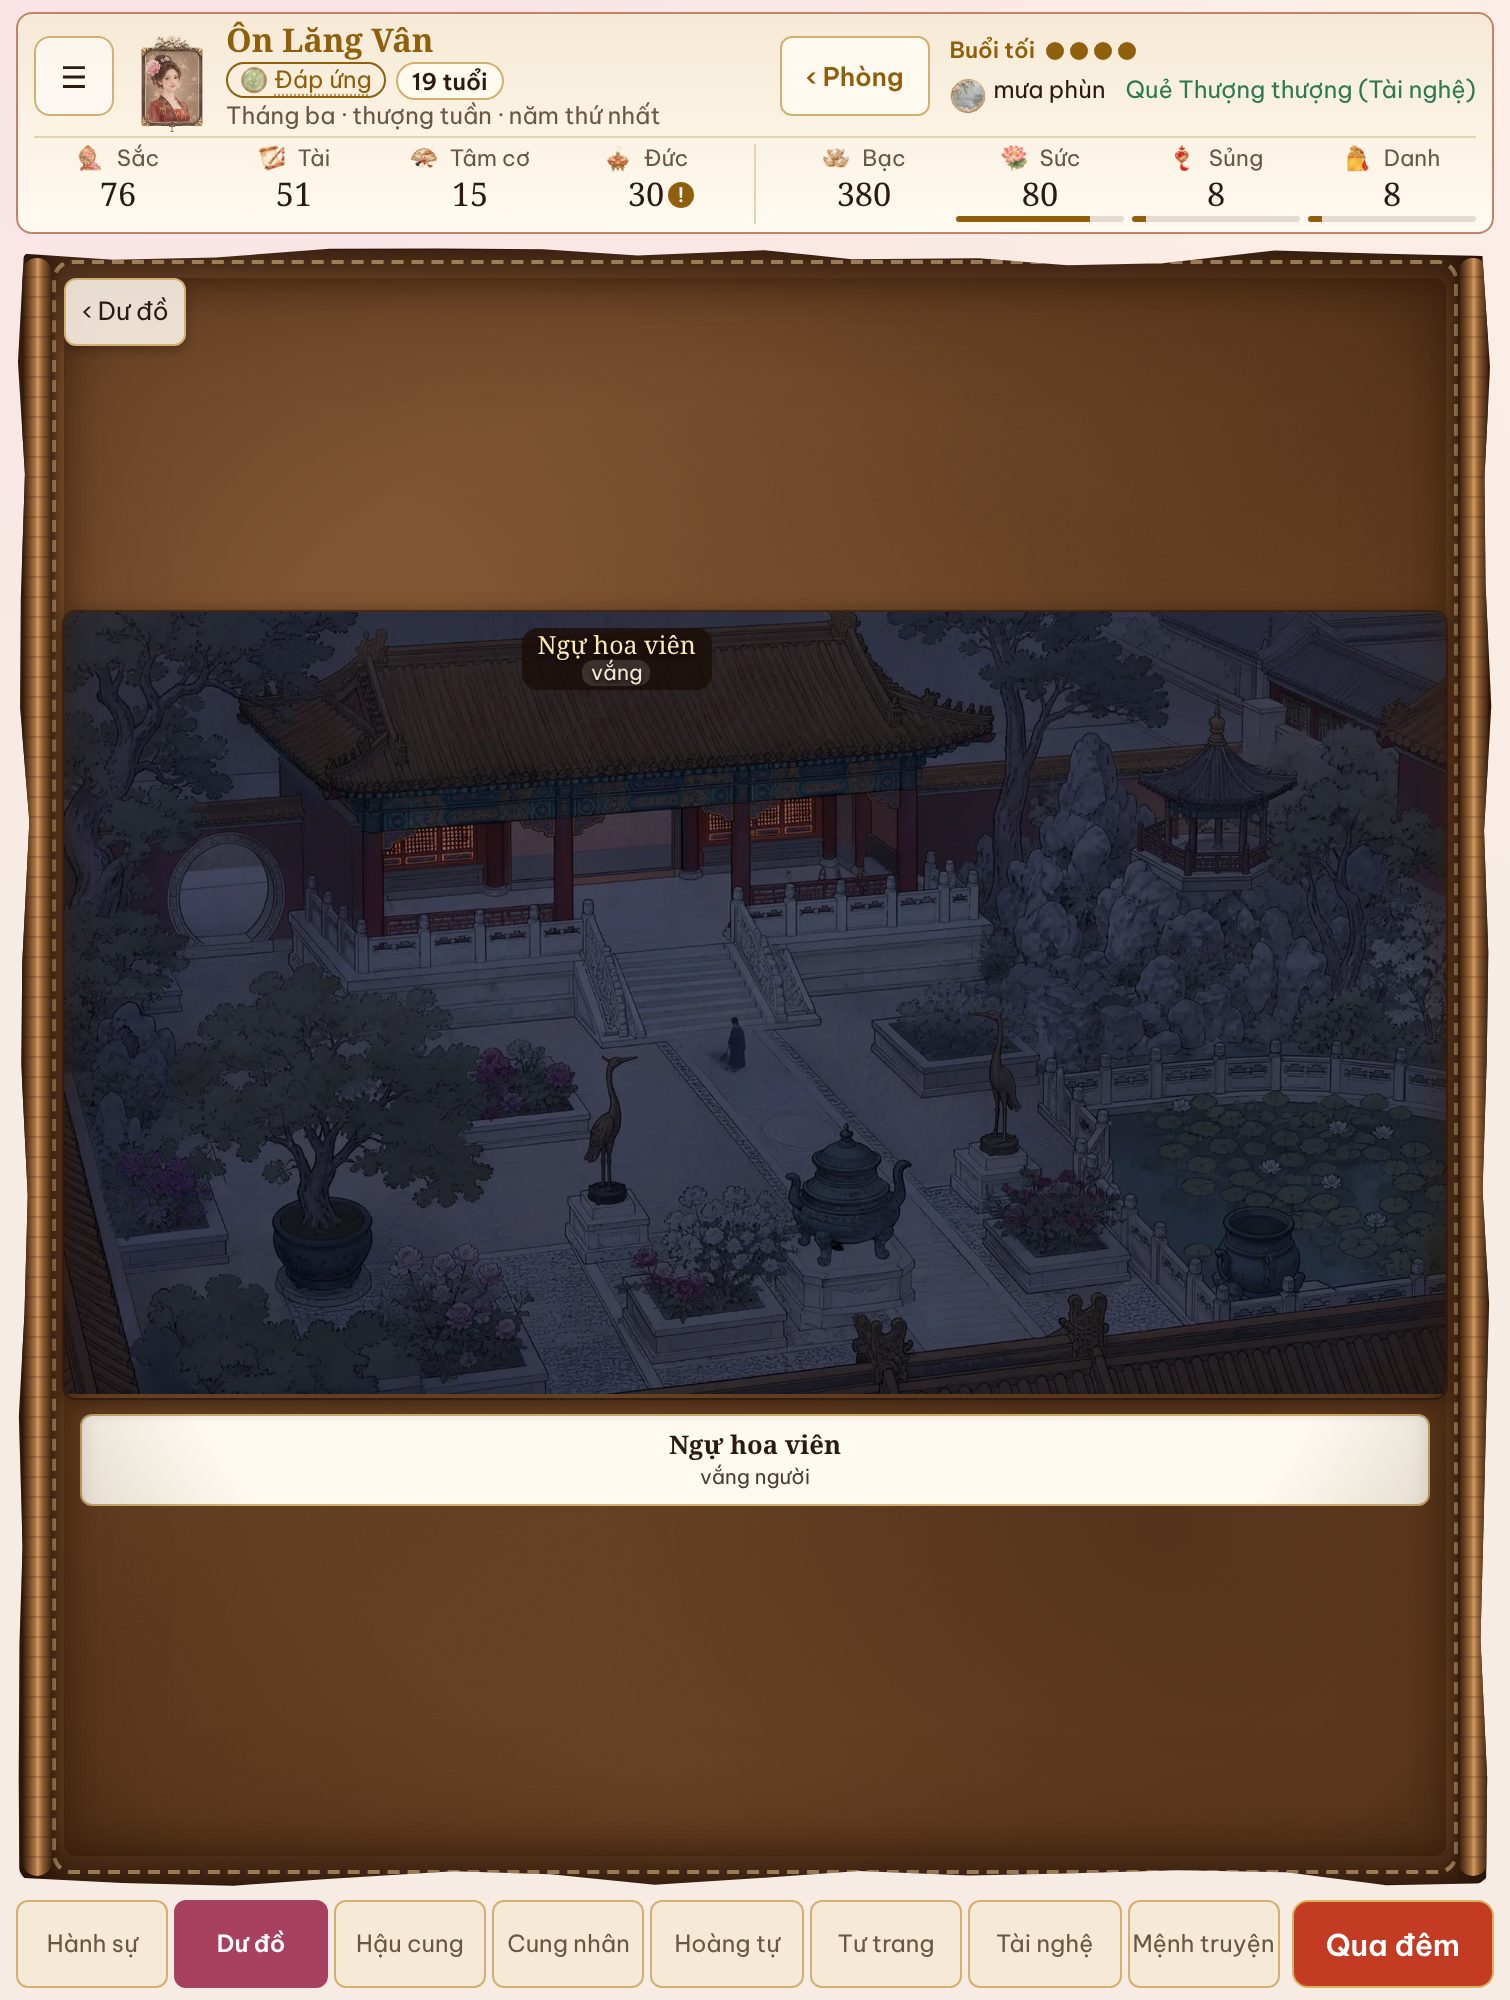 ☰
Ôn Lăng Vân
Đáp ứng
19 tuổi
Tháng ba · thượng tuần · năm thứ nhất
‹ Phòng
Buổi tối
mưa phùn
Quẻ Thượng thượng (Tài nghệ)
Sắc
76
Tài
51
Tâm cơ
15
Đức
30 !
Bạc
380
Sức
80
Sủng
8
Danh
8
‹ Dư đồ
Ngự hoa viên
vắng
Ngự hoa viên
vắng người
Hành sự
Dư đồ
Hậu cung
Cung nhân
Hoàng tự
Tư trang
Tài nghệ
Mệnh truyện
Qua đêm